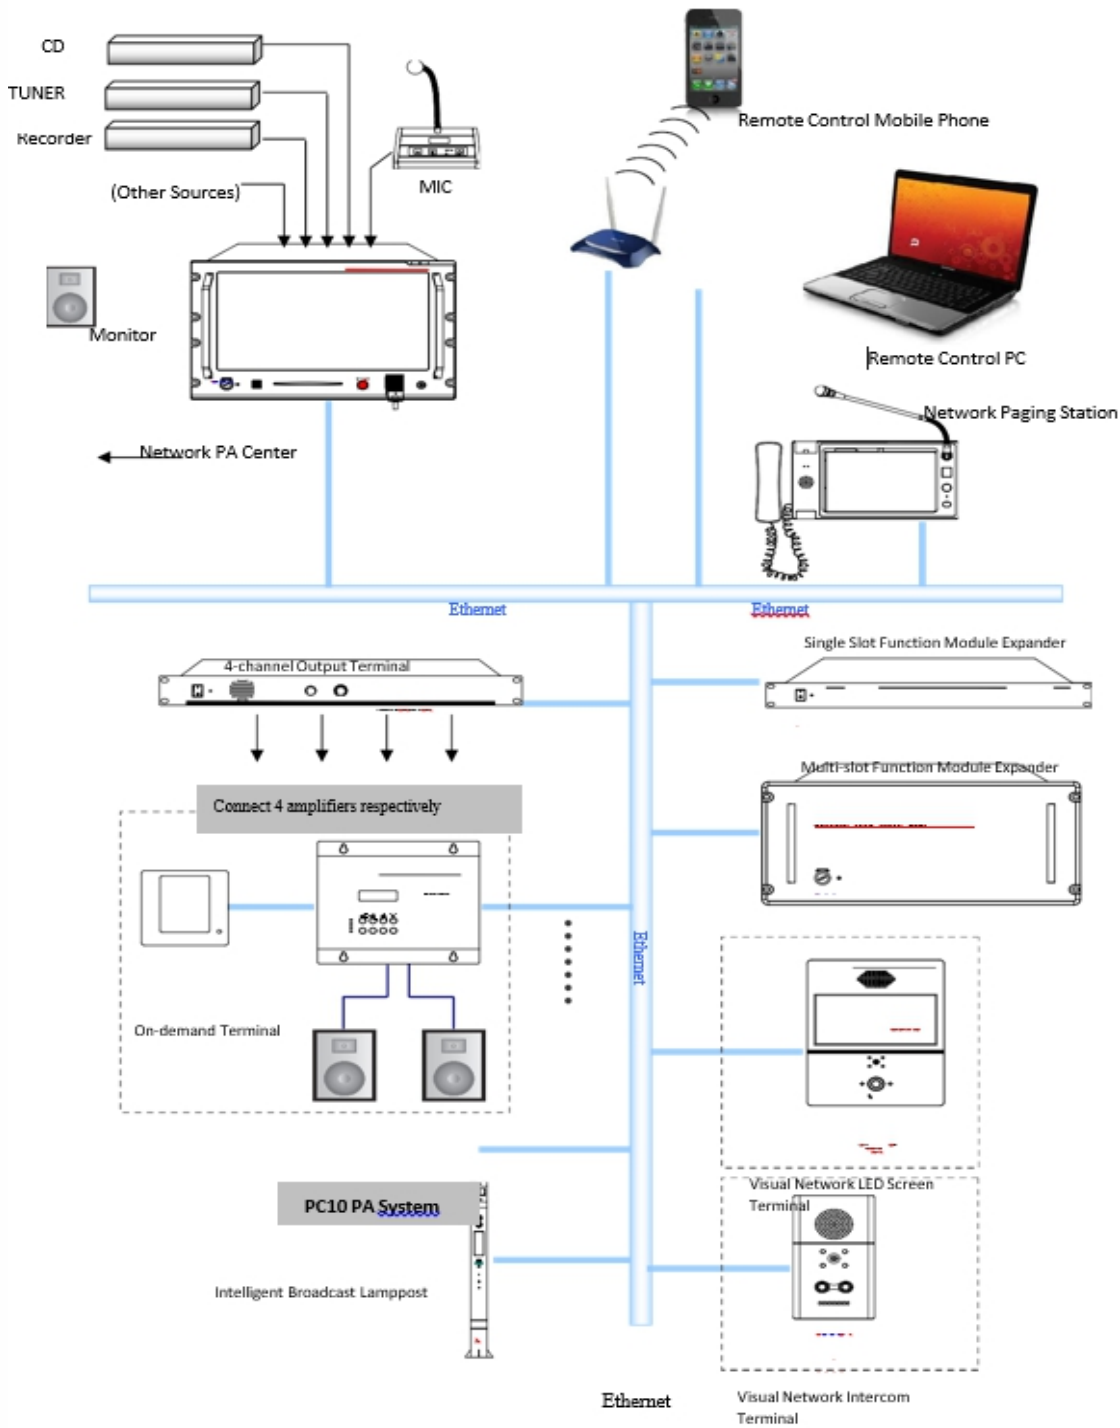 CD
TUNER
Recorder
(Other Sources)
MIC
Remote Control Mobile Phone
Monitor
Remote Control PC
Network Paging Station
Network PA Center
Ethernet
Ethernet
4-channel Output Terminal
Single Slot Function Module Expander
Connect 4 amplifiers respectively
Multi-slot Function Module Expander
Ethernet
On-demand Terminal
PC10 PA System
Visual Network LED Screen
Terminal
Intelligent Broadcast Lamppost
Ethernet
Visual Network Intercom
Terminal